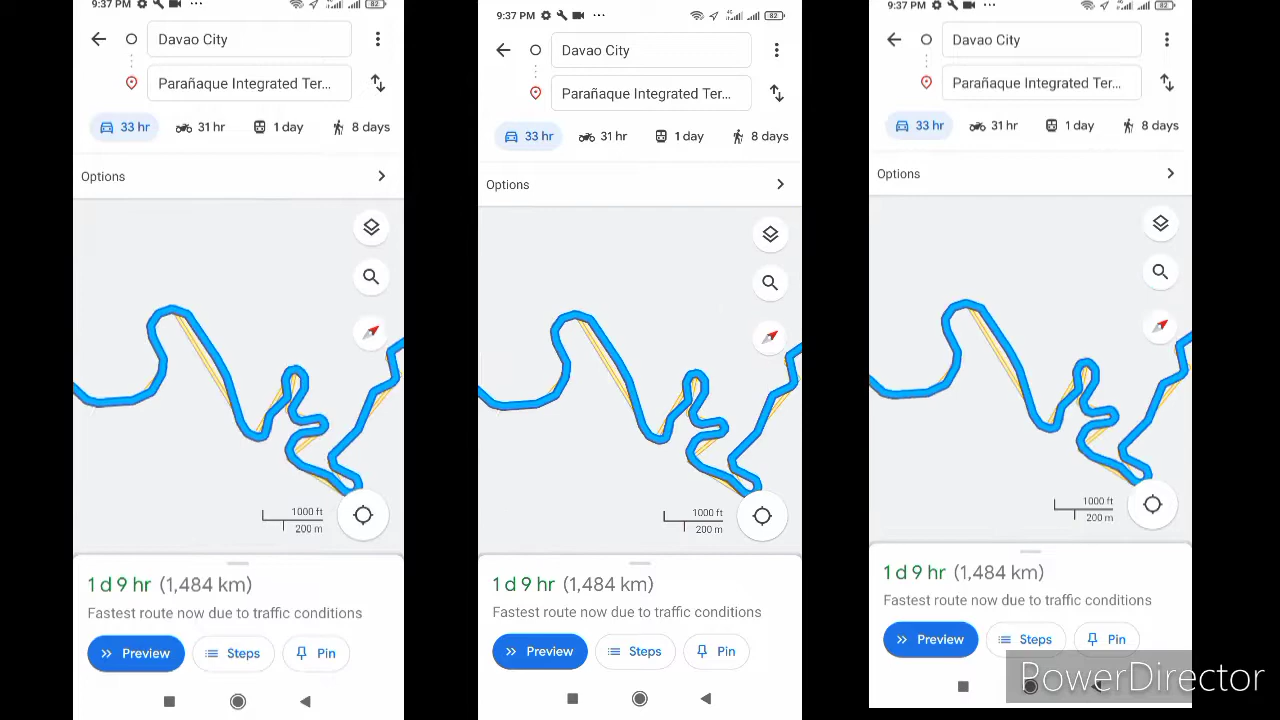 9:37 PM
Davao City
Parañaque Integrated Ter...
33 hr
31 hr
1 day
8 days
Options
1000 ft
200 m
1 d 9 hr (1,484 km)
Fastest route now due to traffic conditions
Preview
Steps
Pin
9:37 PM
82
Davao City
Parañaque Integrated Ter...
33 hr
31 hr
1 day
8 days
Options
1000 ft
200 m
1 d 9 hr (1,484 km)
Fastest route now due to traffic conditions
Preview
Steps
Pin
9:37 PM
82
Davao City
Parañaque Integrated Ter...
33 hr
31 hr
1 day
8 days
Options
1000 ft
200 m
1 d 9 hr (1,484 km)
Fastest route now due to traffic conditions
Preview
Steps
Pin
PowerDirector